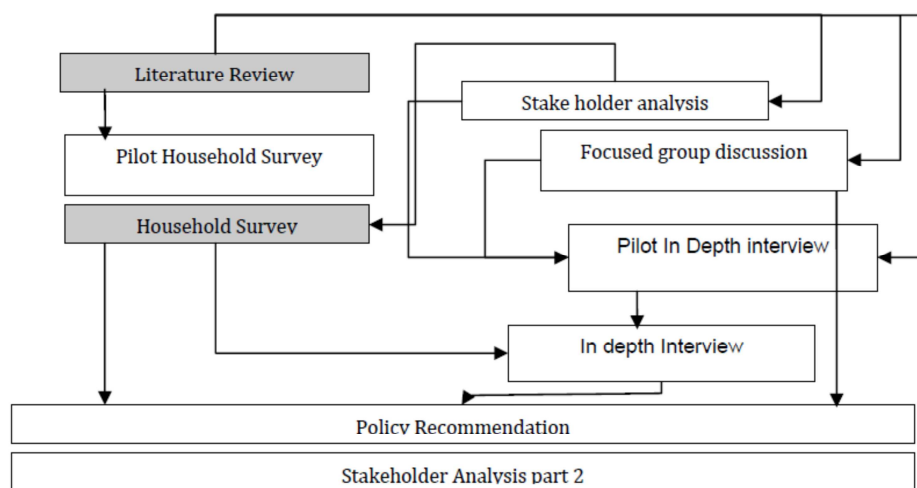 Literature Review
Stake holder analysis
Pilot Household Survey
Focused group discussion
Household Survey
Pilot In Depth interview
In depth Interview
Policy Recommendation
Stakeholder Analysis part 2